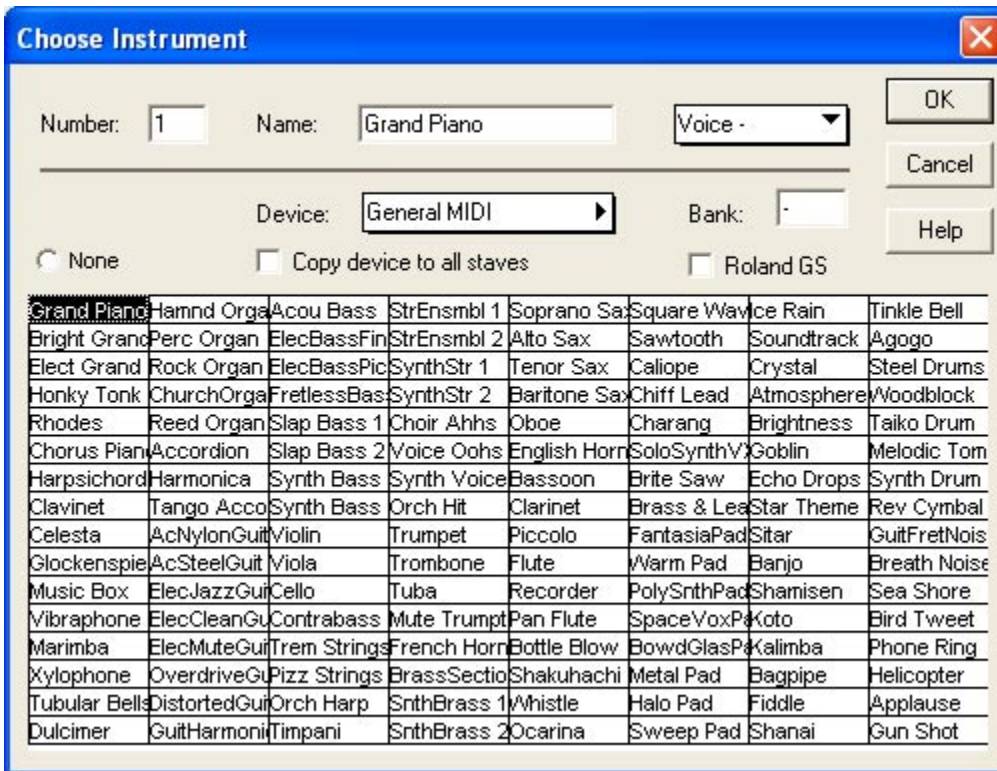 Choose Instrument
Number: 1 Name: Grand Piano Voice - OK
Cancel
Device: General MIDI Bank: - Help
None Copy device to all staves Roland GS
Grand Piano Hamnd Orga Acou Bass StrEnsmbl 1 Soprano Sa Square Wav Ice Rain Tinkle Bell
Bright Grand Perc Organ ElecBassFin StrEnsmbl 2 Alto Sax Sawtooth Soundtrack Agogo
Elect Grand Rock Organ ElecBassPic SynthStr 1 Tenor Sax Caliope Crystal Steel Drums
Honky Tonk ChurchOrga FretlessBas SynthStr 2 Baritone Sax Chiff Lead Atmosphere Woodblock
Rhodes Reed Organ Slap Bass 1 Choir Ahhs Oboe Charang Brightness Taiko Drum
Chorus Pian Accordion Slap Bass 2 Voice Oohs English Horn SoloSynthV Goblin Melodic Tom
Harpsichord Harmonica Synth Bass Synth Voice Bassoon Brite Saw Echo Drops Synth Drum
Clavinet Tango Acco Synth Bass Orch Hit Clarinet Brass & Lea Star Theme Rev Cymbal
Celesta AcNylonGuit Violin Trumpet Piccolo FantasiaPad Sitar GuitFretNois
Glockenspie AcSteelGuit Viola Trombone Flute Warm Pad Banjo Breath Noise
Music Box ElecJazzGui Cello Tuba Recorder PolySnthPad Shamisen Sea Shore
Vibraphone ElecCleanGu Contrabass Mute Trumpt Pan Flute SpaceVoxPa Koto Bird Tweet
Marimba ElecMuteGui Trem Strings French Horn Bottle Blow BowdGlasPa Kalimba Phone Ring
Xylophone OverdriveGu Pizz Strings BrassSectio Shakuhachi Metal Pad Bagpipe Helicopter
Tubular Bells DistortedGui Orch Harp SnthBrass 1 Whistle Halo Pad Fiddle Applause
Dulcimer GuitHarmoni Timpani SnthBrass 2 Ocarina Sweep Pad Shanai Gun Shot